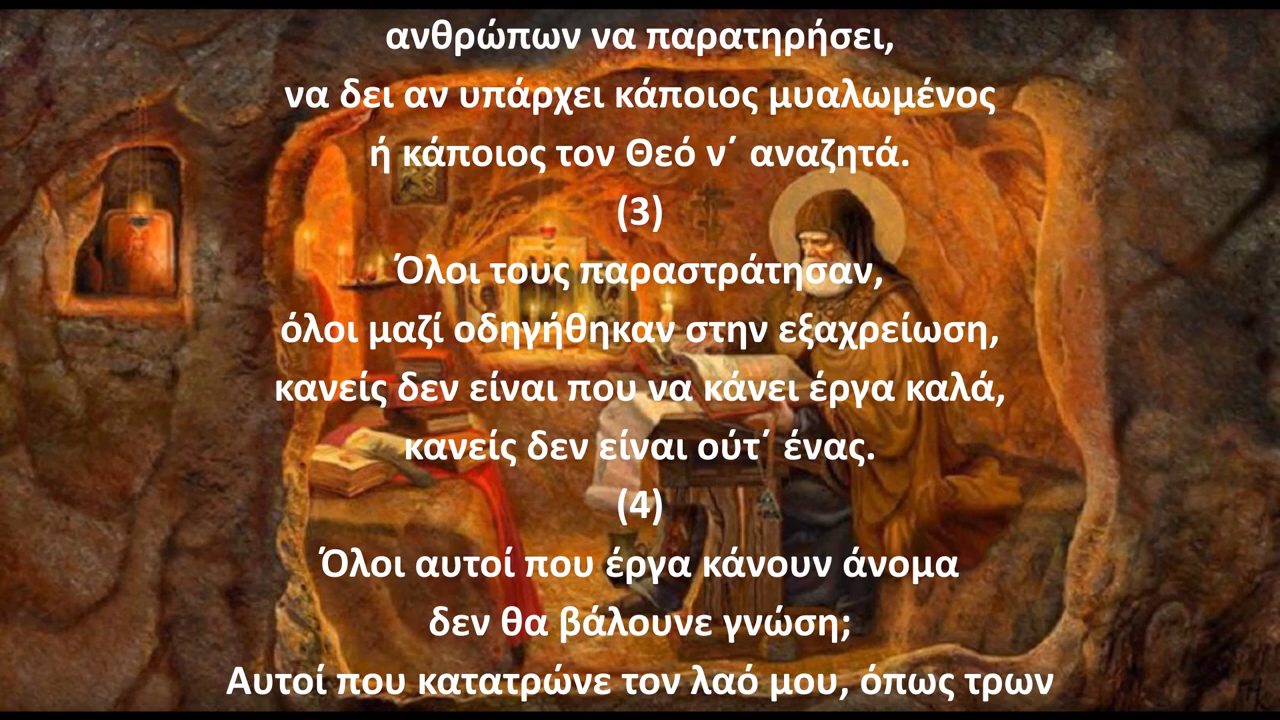 ανθρώπων να παρατηρήσει,
να δει αν υπάρχει κάποιος μυαλωμένος
ή κάποιος τον Θεό ν΄ αναζητά.
(3)
Όλοι τους παραστράτησαν,
όλοι μαζί οδηγήθηκαν στην εξαχρείωση,
κανείς δεν είναι που να κάνει έργα καλά,
κανείς δεν είναι ούτ΄ ένας.
(4)
Όλοι αυτοί που έργα κάνουν άνομα
δεν θα βάλουνε γνώση;
Αυτοί που κατατρώνε τον λαό μου, όπως τρων